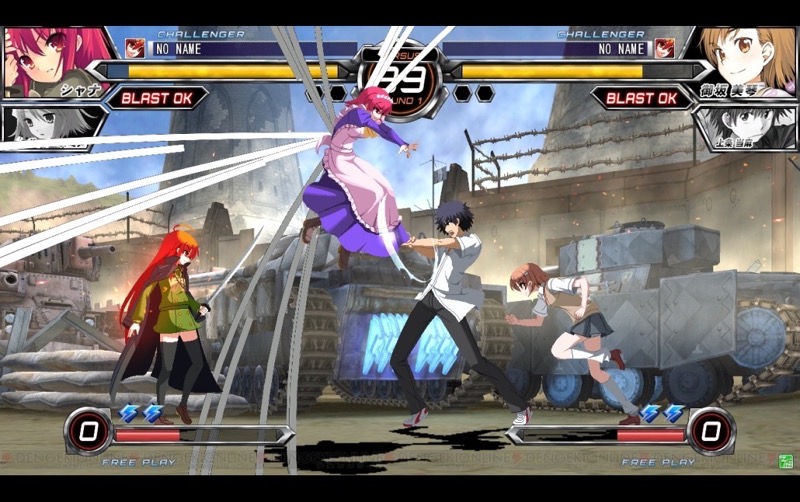 CHALLENGER
CHALLENGER
NO NAME
NO NAME
VERSUS
99
ROUND 1
シャナ
御坂 美琴
BLAST OK
BLAST OK
上条 当麻
0
0
FREE PLAY
FREE PLAY